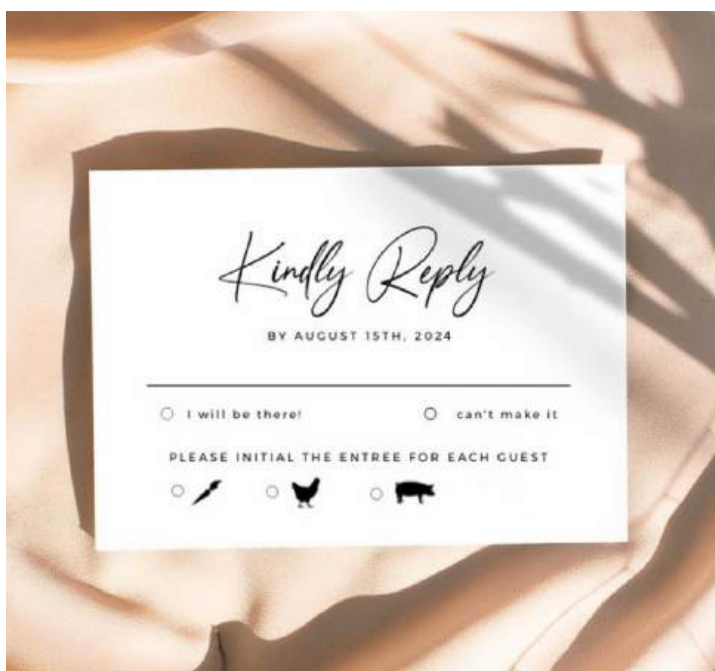 Kindly Reply
BY AUGUST 15TH, 2024
I will be there! can't make it
PLEASE INITIAL THE ENTREE FOR EACH GUEST